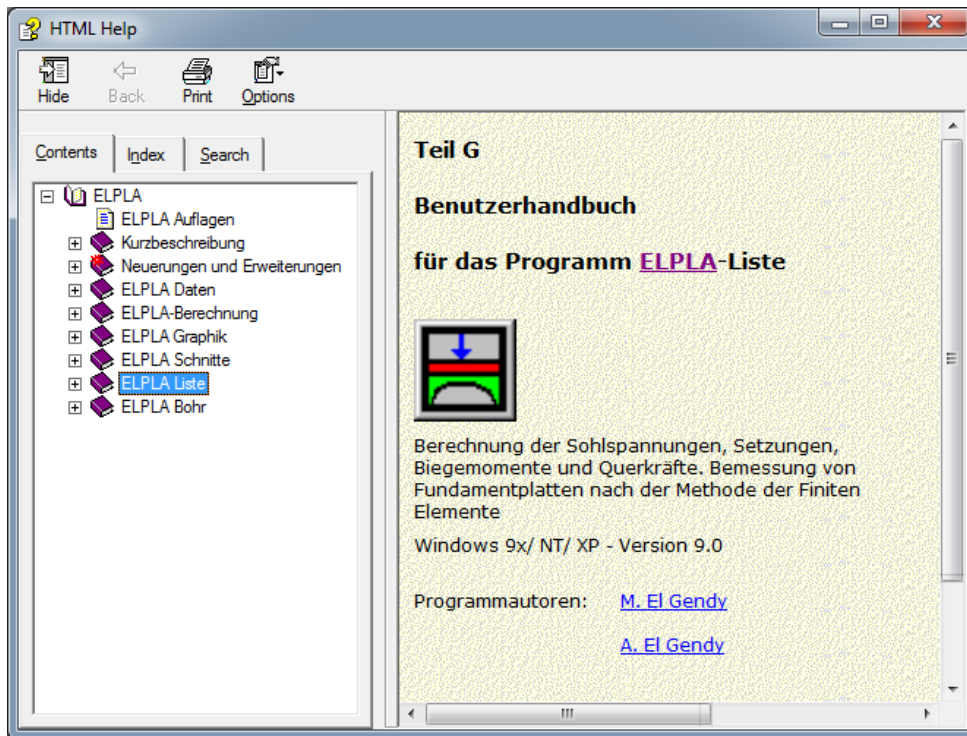 HTML Help
Hide Back Print Options
Contents Index Search
ELPLA
ELPLA Auflagen
Kurzbeschreibung
Neuerungen und Erweiterungen
ELPLA Daten
ELPLA-Berechnung
ELPLA Graphik
ELPLA Schnitte
ELPLA Liste
ELPLA Bohr
Teil G
Benutzerhandbuch
für das Programm ELPLA-Liste
Berechnung der Sohlspannungen, Setzungen,
Biegemomente und Querkräfte. Bemessung von
Fundamentplatten nach der Methode der Finiten
Elemente
Windows 9x/ NT/ XP - Version 9.0
Programmautoren: M. El Gendy
A. El Gendy